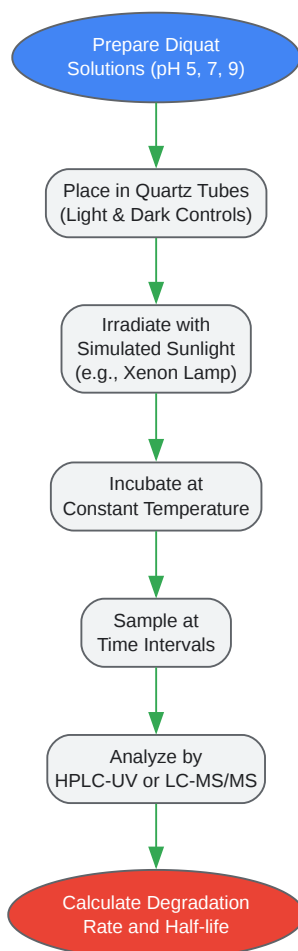 Prepare Diquat
Solutions (pH 5, 7, 9)
Place in Quartz Tubes
(Light & Dark Controls)
Irradiate with
Simulated Sunlight
(e.g., Xenon Lamp)
Incubate at
Constant Temperature
Sample at
Time Intervals
Analyze by
HPLC-UV or LC-MS/MS
Calculate Degradation
Rate and Half-life